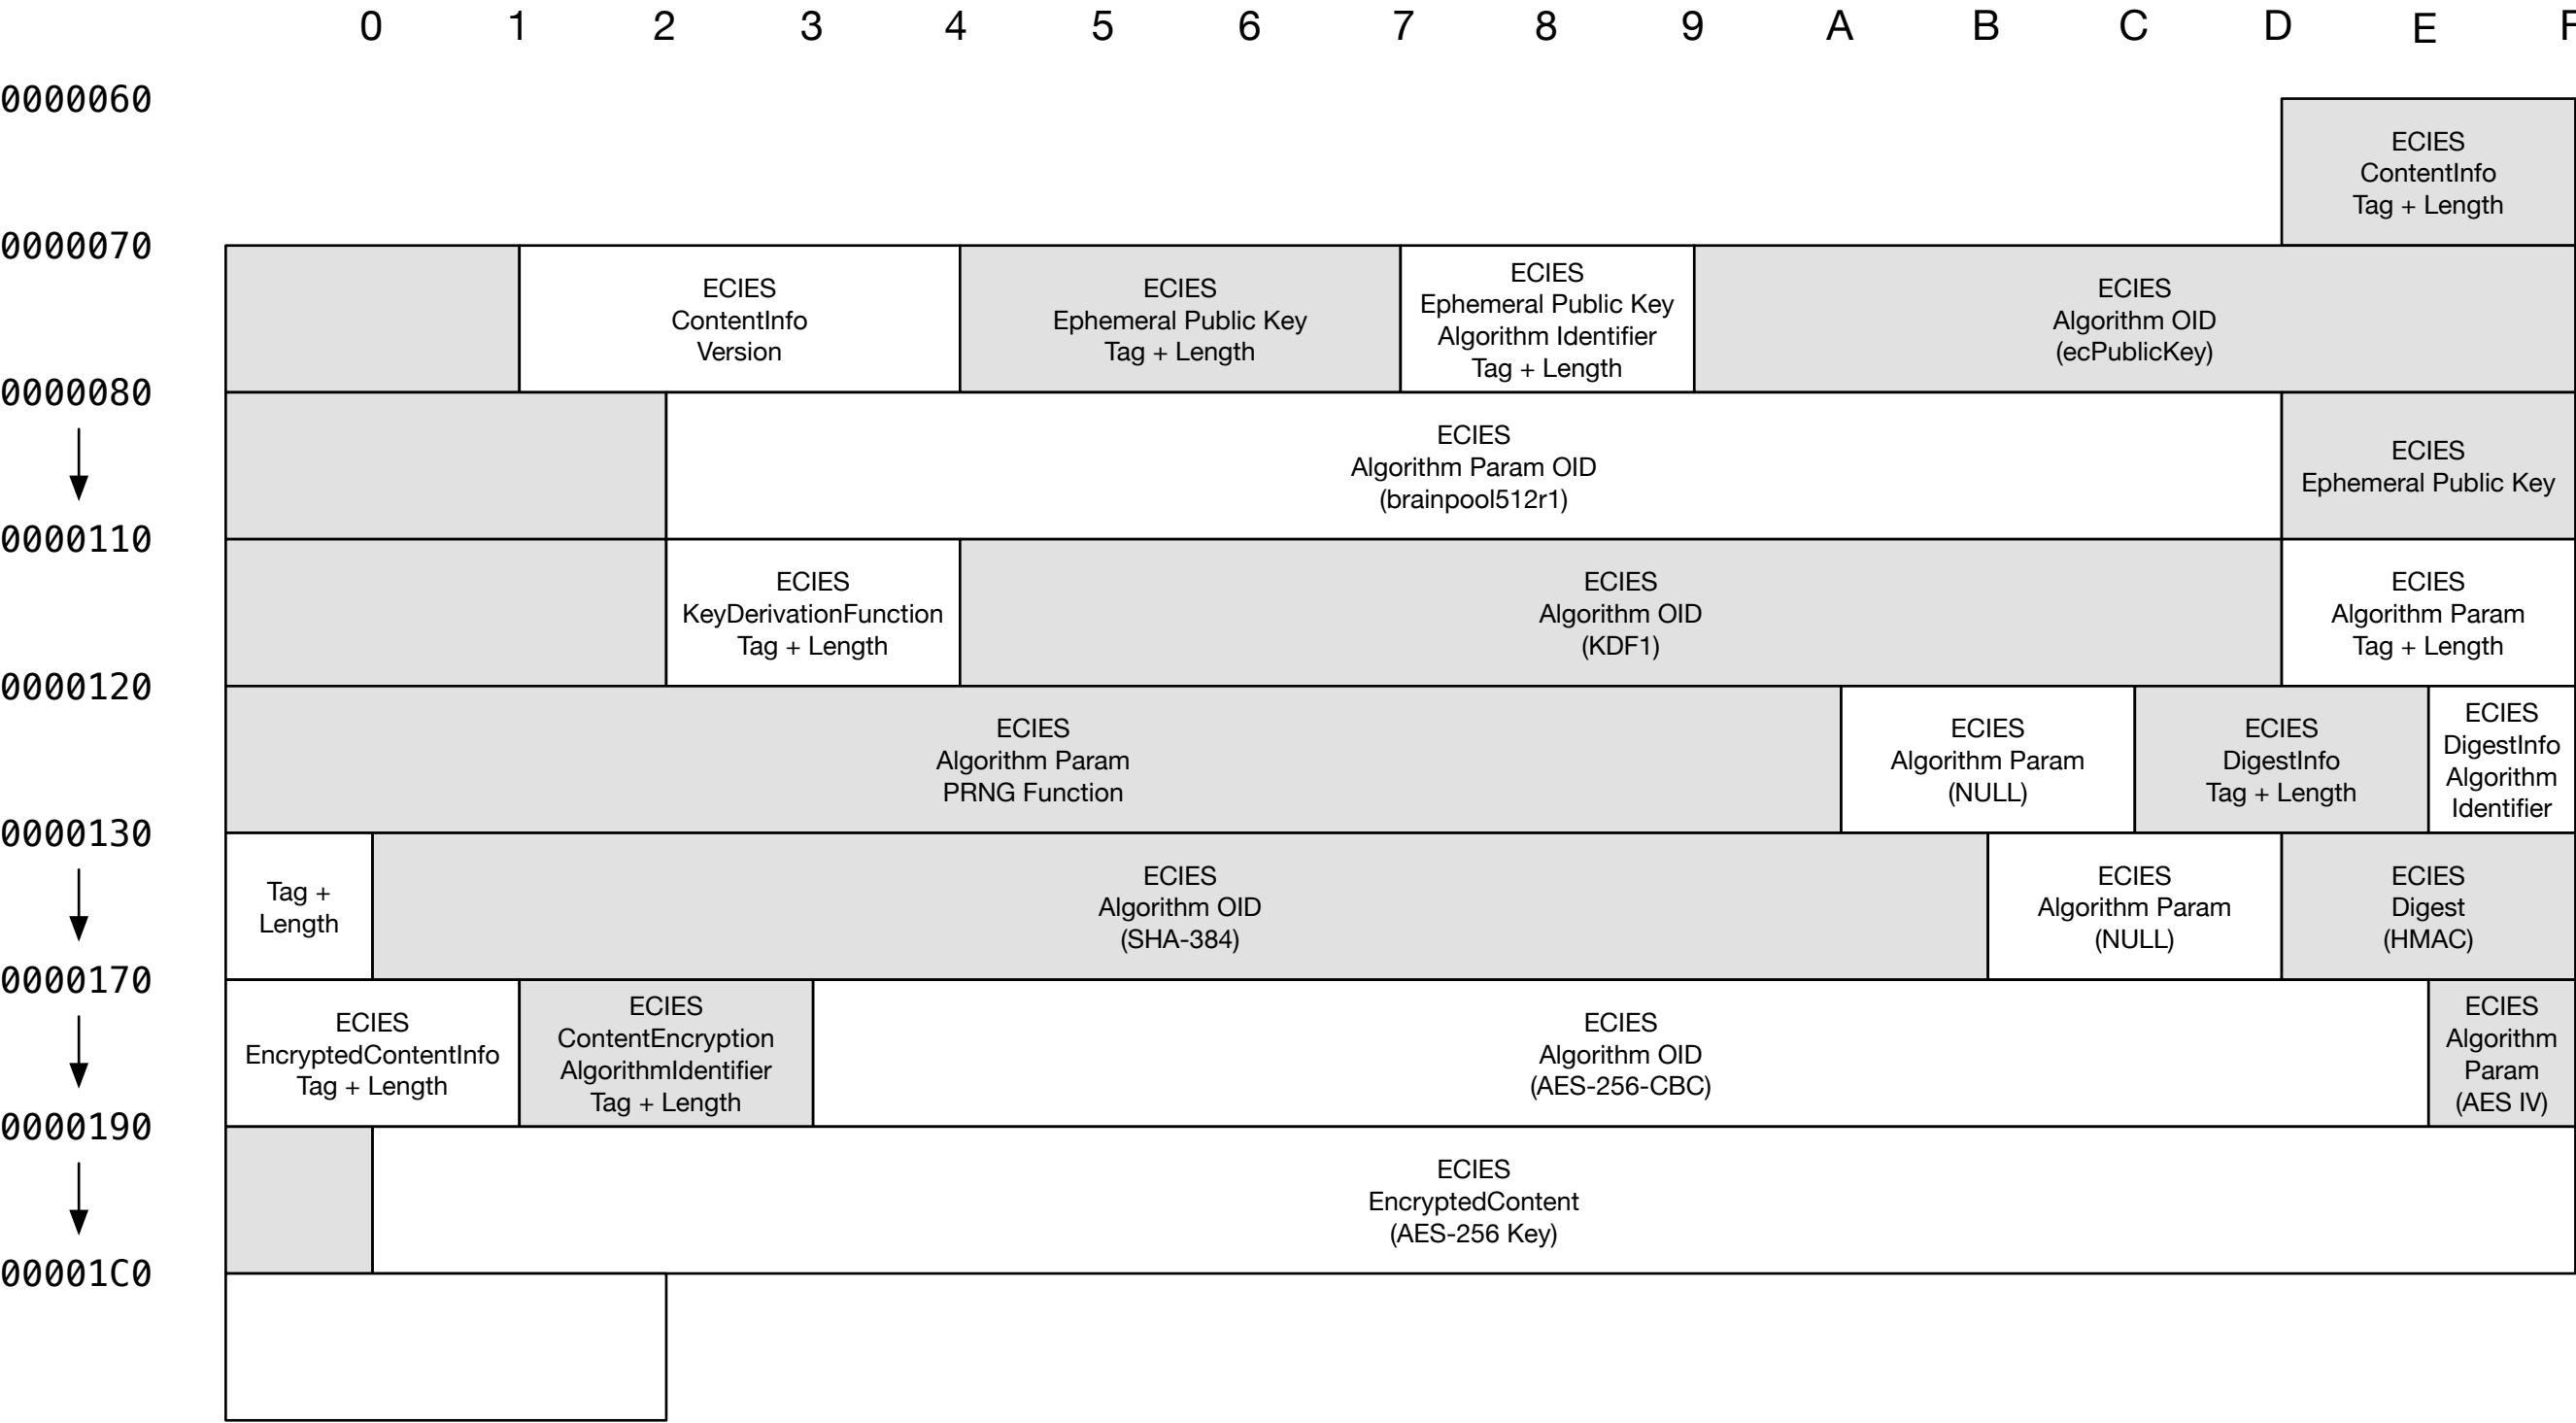 0 1 2 3 4 5 6 7 8 9 A B C D E F
0000060
ECIES
ContentInfo
Tag + Length
0000070
ECIES
ContentInfo
Version
ECIES
Ephemeral Public Key
Tag + Length
ECIES
Ephemeral Public Key
Algorithm Identifier
Tag + Length
ECIES
Algorithm OID
(ecPublicKey)
0000080
ECIES
Algorithm Param OID
(brainpool512r1)
ECIES
Ephemeral Public Key
0000110
ECIES
KeyDerivationFunction
Tag + Length
ECIES
Algorithm OID
(KDF1)
ECIES
Algorithm Param
Tag + Length
0000120
ECIES
Algorithm Param
PRNG Function
ECIES
Algorithm Param
(NULL)
ECIES
DigestInfo
Tag + Length
ECIES
DigestInfo
Algorithm
Identifier
0000130
Tag +
Length
ECIES
Algorithm OID
(SHA-384)
ECIES
Algorithm Param
(NULL)
ECIES
Digest
(HMAC)
0000170
ECIES
EncryptedContentInfo
Tag + Length
ECIES
ContentEncryption
AlgorithmIdentifier
Tag + Length
ECIES
Algorithm OID
(AES-256-CBC)
ECIES
Algorithm
Param
(AES IV)
0000190
ECIES
EncryptedContent
(AES-256 Key)
00001C0